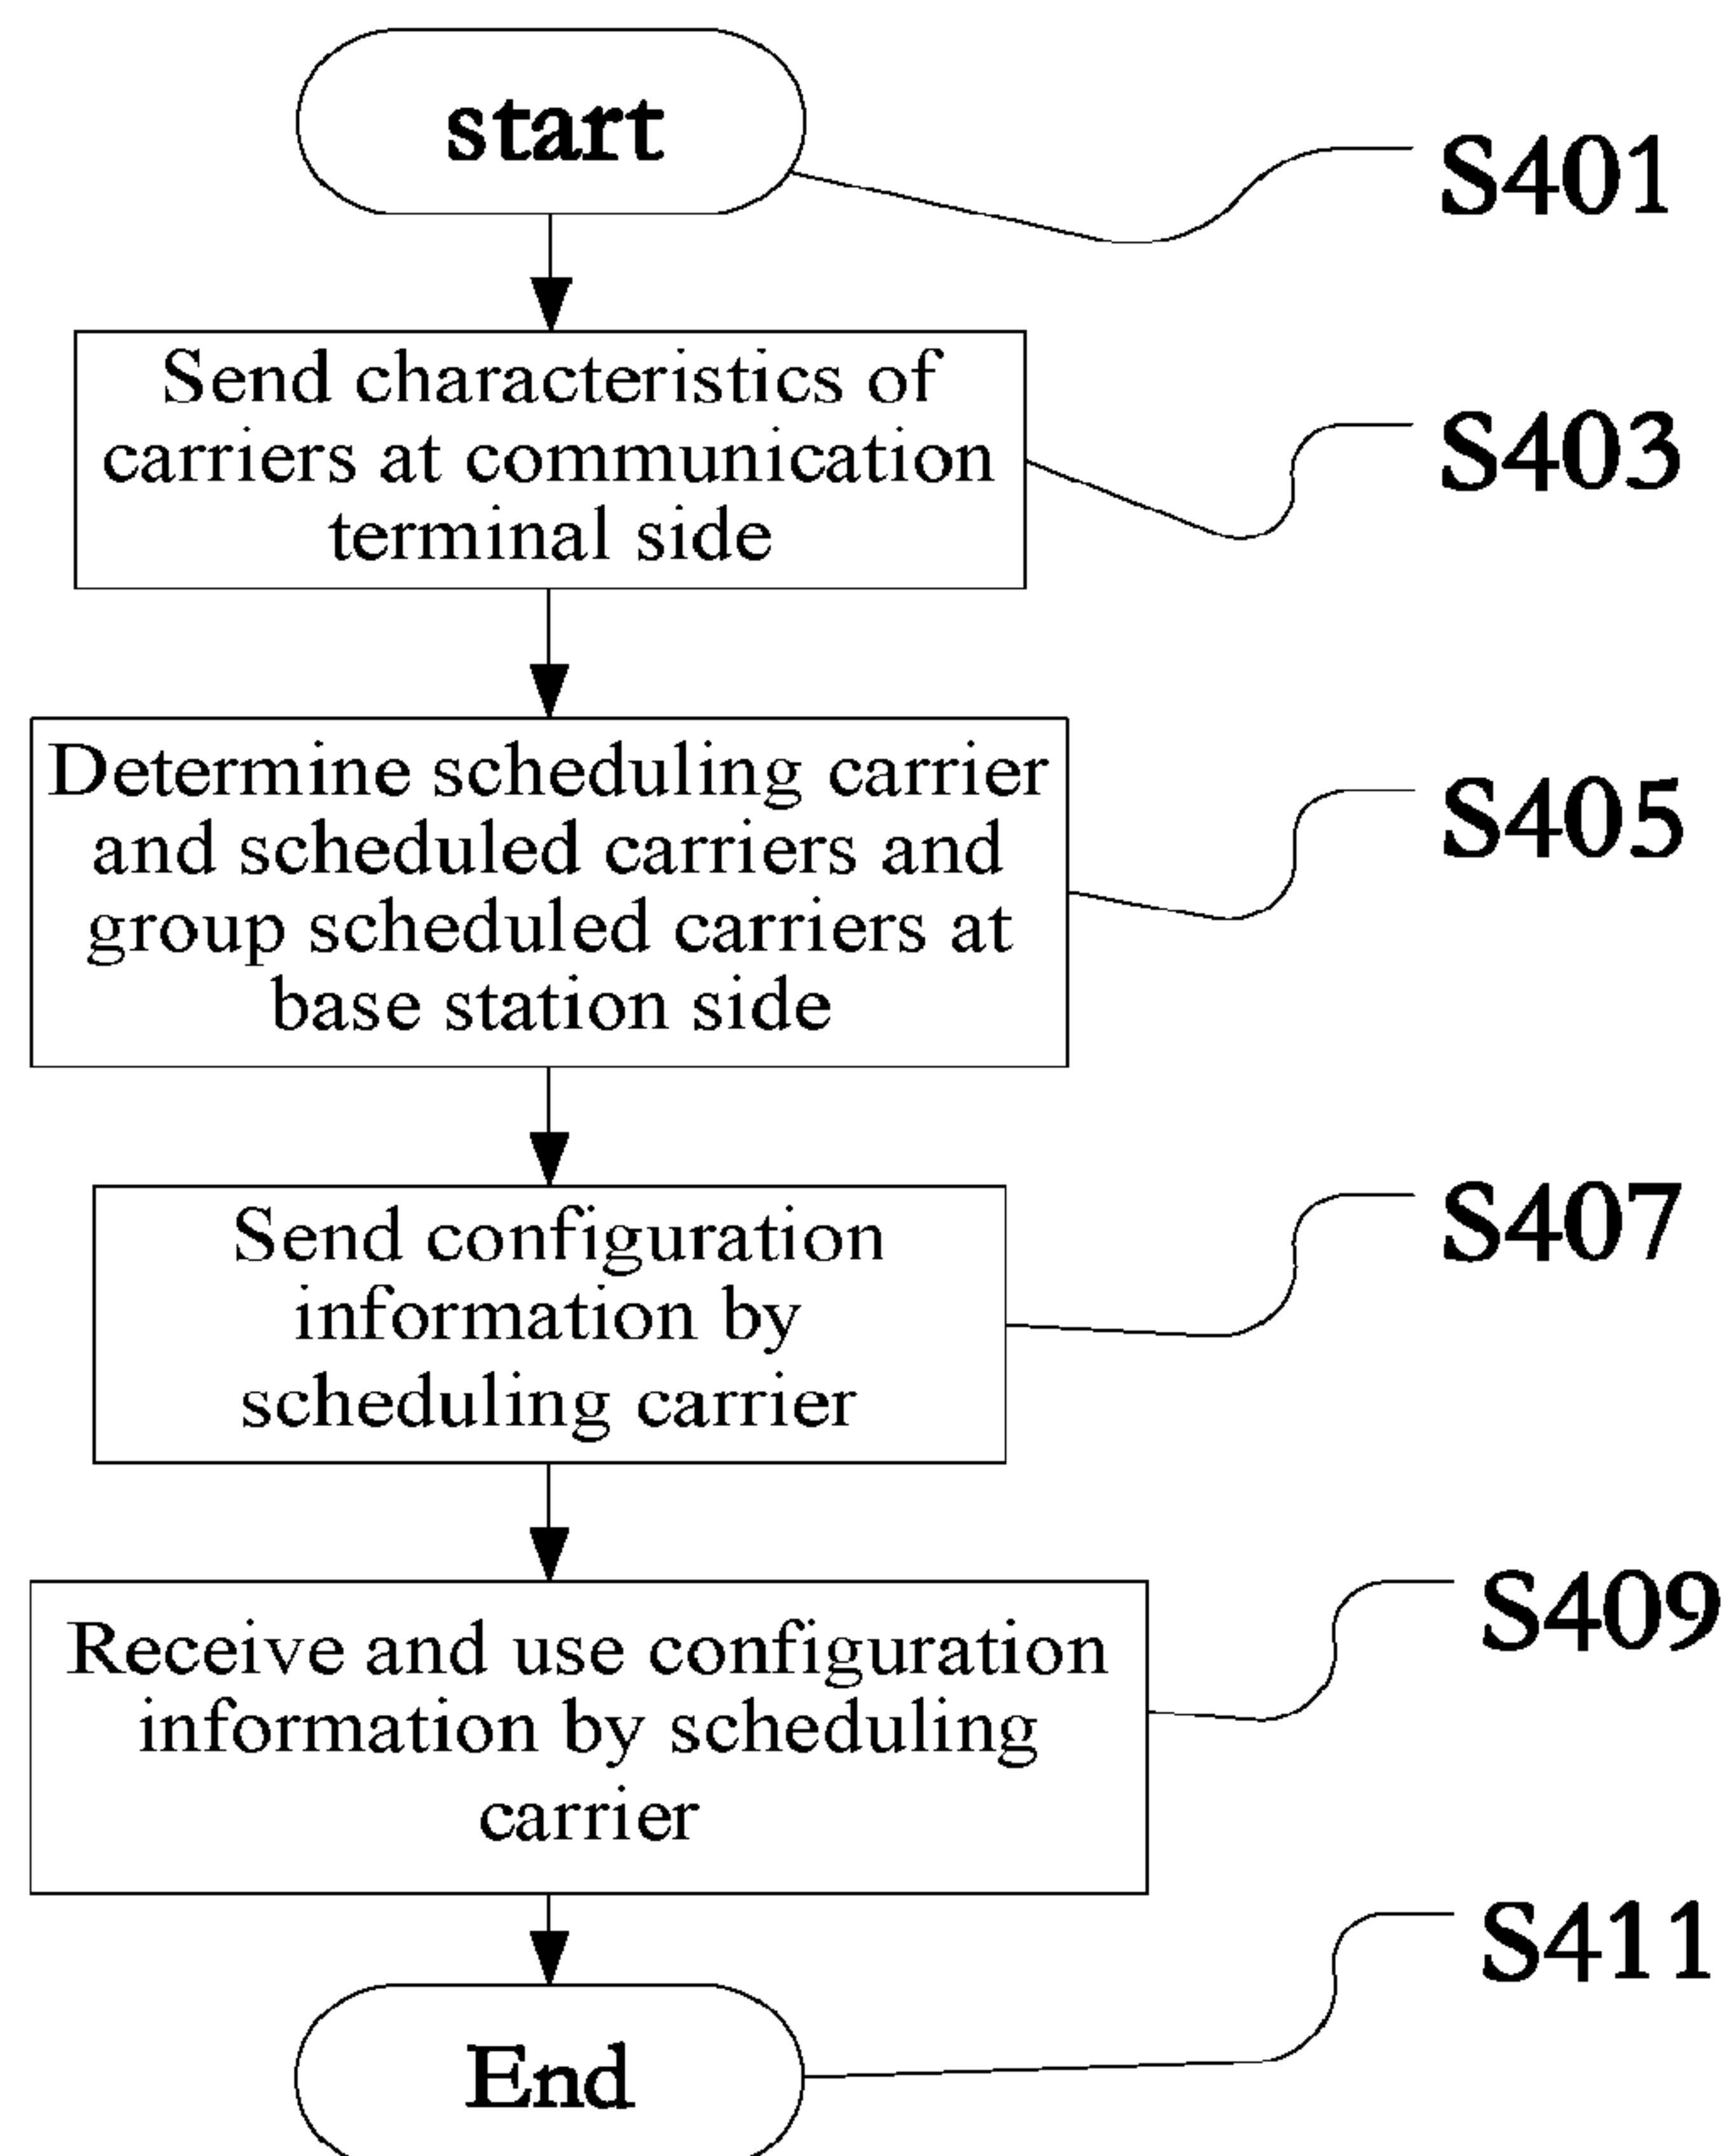 start
S401
Send characteristics of
carriers at communication
terminal side
S403
Determine scheduling carrier
and scheduled carriers and
group scheduled carriers at
base station side
S405
Send configuration
information by
scheduling carrier
S407
Receive and use configuration
information by scheduling
carrier
S409
End
S411